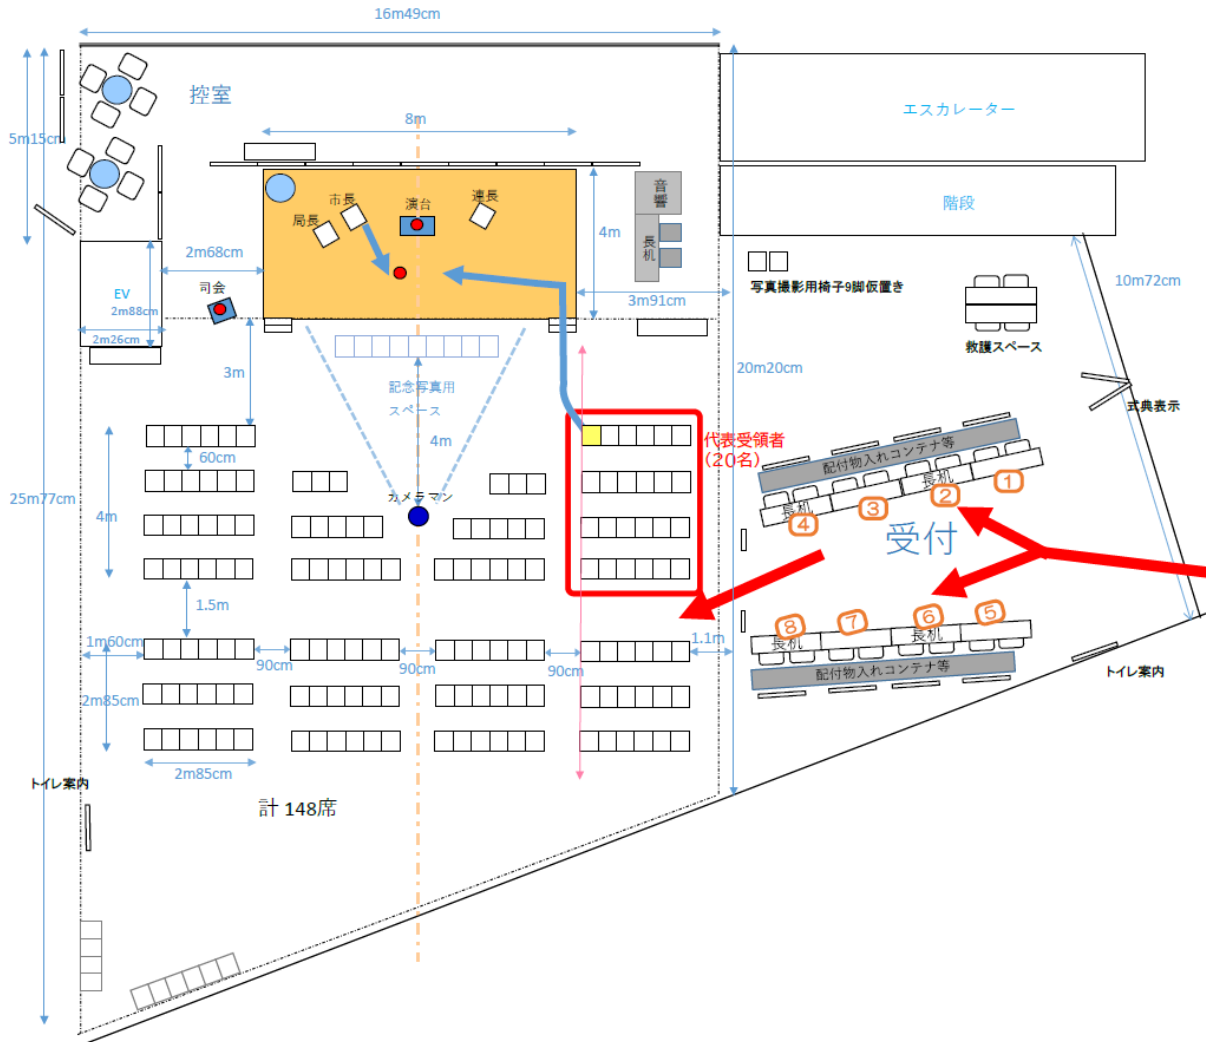 16m49cm
控室
エスカレーター
5m15cm
8m
音響
階段
市長
演台
連長
局長
4m
長机
2m68cm
10m72cm
EV
2m88cm
司会
3m91cm
写真撮影用椅子9脚仮置き
2m26cm
救護スペース
20m20cm
3m
記念写真用
スペース
式典表示
4m
代表受領者
(20名)
60cm
配付物入れコンテナ等
25m77cm
カメラマン
長机
①
②
③
長机
④
4m
受付
1.5m
⑤
⑥
⑦
⑧
長机
長机
1m60cm
90cm
90cm
90cm
1.1m
配付物入れコンテナ等
トイレ案内
2m85cm
2m85cm
トイレ案内
計 148席